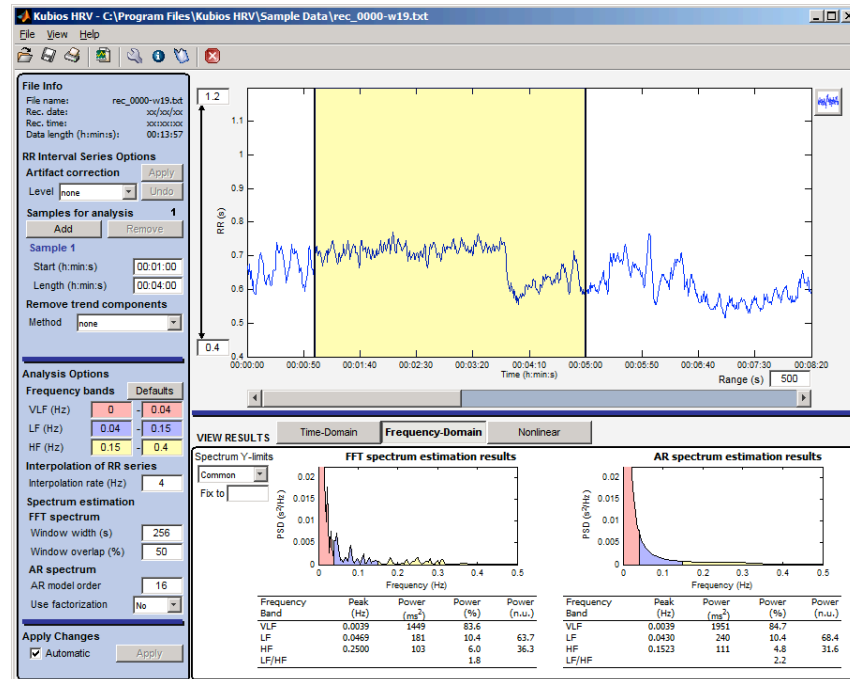 Kubios HRV - C:\Program Files\Kubios HRV\Sample Data\rec_0000-w19.txt
File View Help
File Info
File name: rec_0000-w19.txt
Rec. date: xx/xx/xx
Rec. time: xx:xx:xx
Data length (h:min:s): 00:13:57
RR Interval Series Options
Artifact correction Apply
Level none Undo
Samples for analysis 1
Add Remove
Sample 1
Start (h:min:s) 00:01:00
Length (h:min:s) 00:04:00
Remove trend components
Method none
Analysis Options
Frequency bands Defaults
VLF (Hz) 0 - 0.04
LF (Hz) 0.04 - 0.15
HF (Hz) 0.15 - 0.4
Interpolation of RR series
Interpolation rate (Hz) 4
Spectrum estimation
FFT spectrum
Window width (s) 256
Window overlap (%) 50
AR spectrum
AR model order 16
Use factorization No
Apply Changes
Automatic Apply
1.2
1.1
1
0.9
0.8
0.7
0.6
0.5
0.4
0.4
RR (s)
00:00:00 00:00:50 00:01:40 00:02:30 00:03:20 00:04:10 00:05:00 00:05:50 00:06:40 00:07:30 00:08:20
Time (h:min:s)
Range (s) 500
VIEW RESULTS Time-Domain Frequency-Domain Nonlinear
Spectrum Y-limits
Common
Fix to
FFT spectrum estimation results
0.02
0.015
0.01
0.005
0
PSD (s²/Hz)
0 0.1 0.2 0.3 0.4 0.5
Frequency (Hz)
Frequency Peak Power Power Power
Band (Hz) (ms²) (%) (n.u.)
VLF 0.0039 1449 83.6
LF 0.0469 181 10.4 63.7
HF 0.2500 103 6.0 36.3
LF/HF 1.8
AR spectrum estimation results
0.02
0.015
0.01
0.005
0
PSD (s²/Hz)
0 0.1 0.2 0.3 0.4 0.5
Frequency (Hz)
Frequency Peak Power Power Power
Band (Hz) (ms²) (%) (n.u.)
VLF 0.0039 1951 84.7
LF 0.0430 240 10.4 68.4
HF 0.1523 111 4.8 31.6
LF/HF 2.2